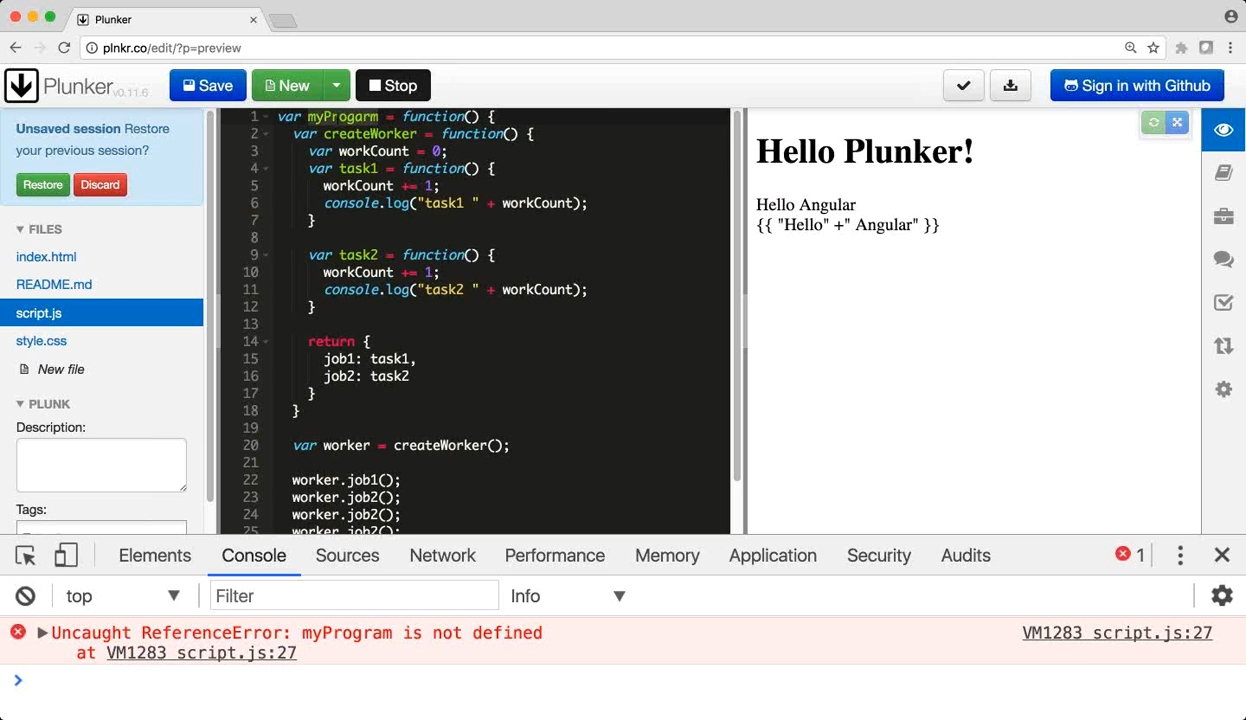 Plunker
plnkr.co/edit/?p=preview
Plunker v0.11.6 Save New Stop Sign in with Github
Unsaved session Restore
your previous session?
Restore Discard
FILES
index.html
README.md
script.js
style.css
New file
PLUNK
Description:
Tags:
1 var myProgarm = function() {
2 var createWorker = function() {
3 var workCount = 0;
4 var task1 = function() {
5 workCount += 1;
6 console.log("task1 " + workCount);
7 }
8
9 var task2 = function() {
10 workCount += 1;
11 console.log("task2 " + workCount);
12 }
13
14 return {
15 job1: task1,
16 job2: task2
17 }
18 }
19
20 var worker = createWorker();
21
22 worker.job1();
23 worker.job2();
24 worker.job2();
25 worker.job2();
Hello Plunker!
Hello Angular
{{ "Hello" +" Angular" }}
Elements Console Sources Network Performance Memory Application Security Audits 1
top Filter Info
Uncaught ReferenceError: myProgram is not defined VM1283 script.js:27
at VM1283 script.js:27